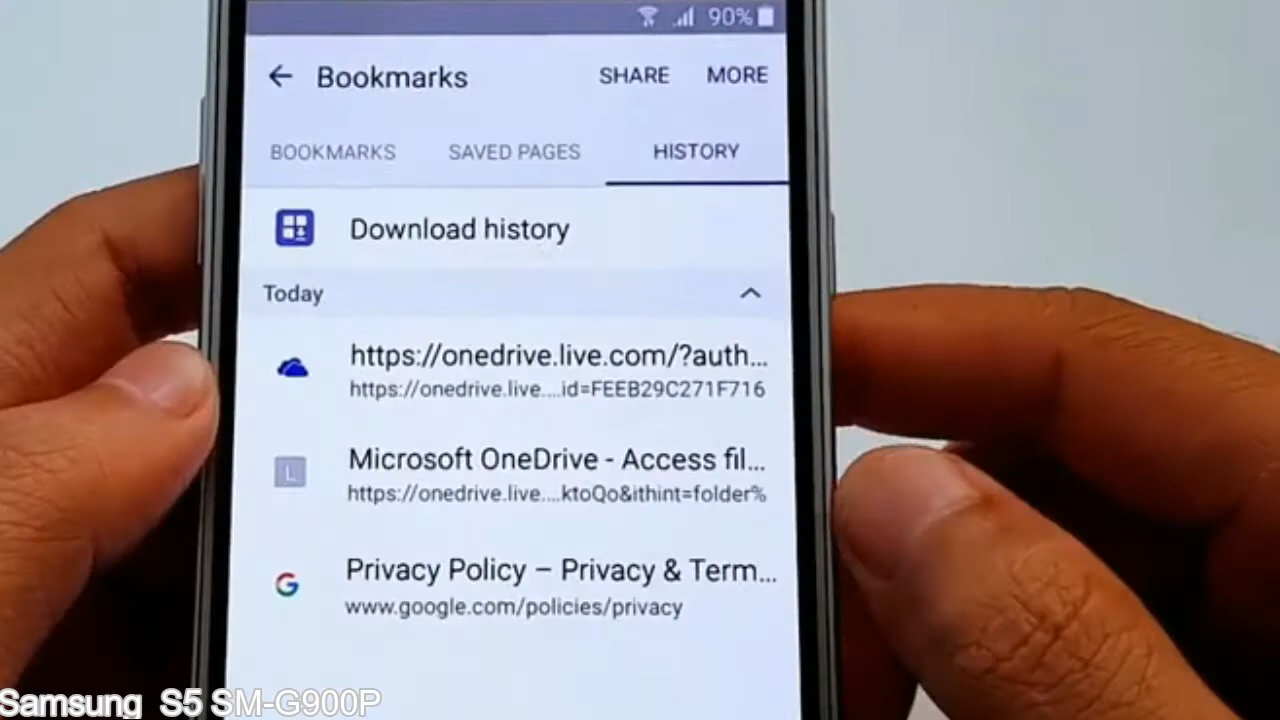 90%
Bookmarks SHARE MORE
BOOKMARKS SAVED PAGES HISTORY
Download history
Today
https://onedrive.live.com/?auth...
https://onedrive.live....id=FEEB29C271F716
L
Microsoft OneDrive - Access fil...
https://onedrive.live....ktoQo&ithint=folder%
G
Privacy Policy – Privacy & Term...
www.google.com/policies/privacy
Samsung S5 SM-G900P